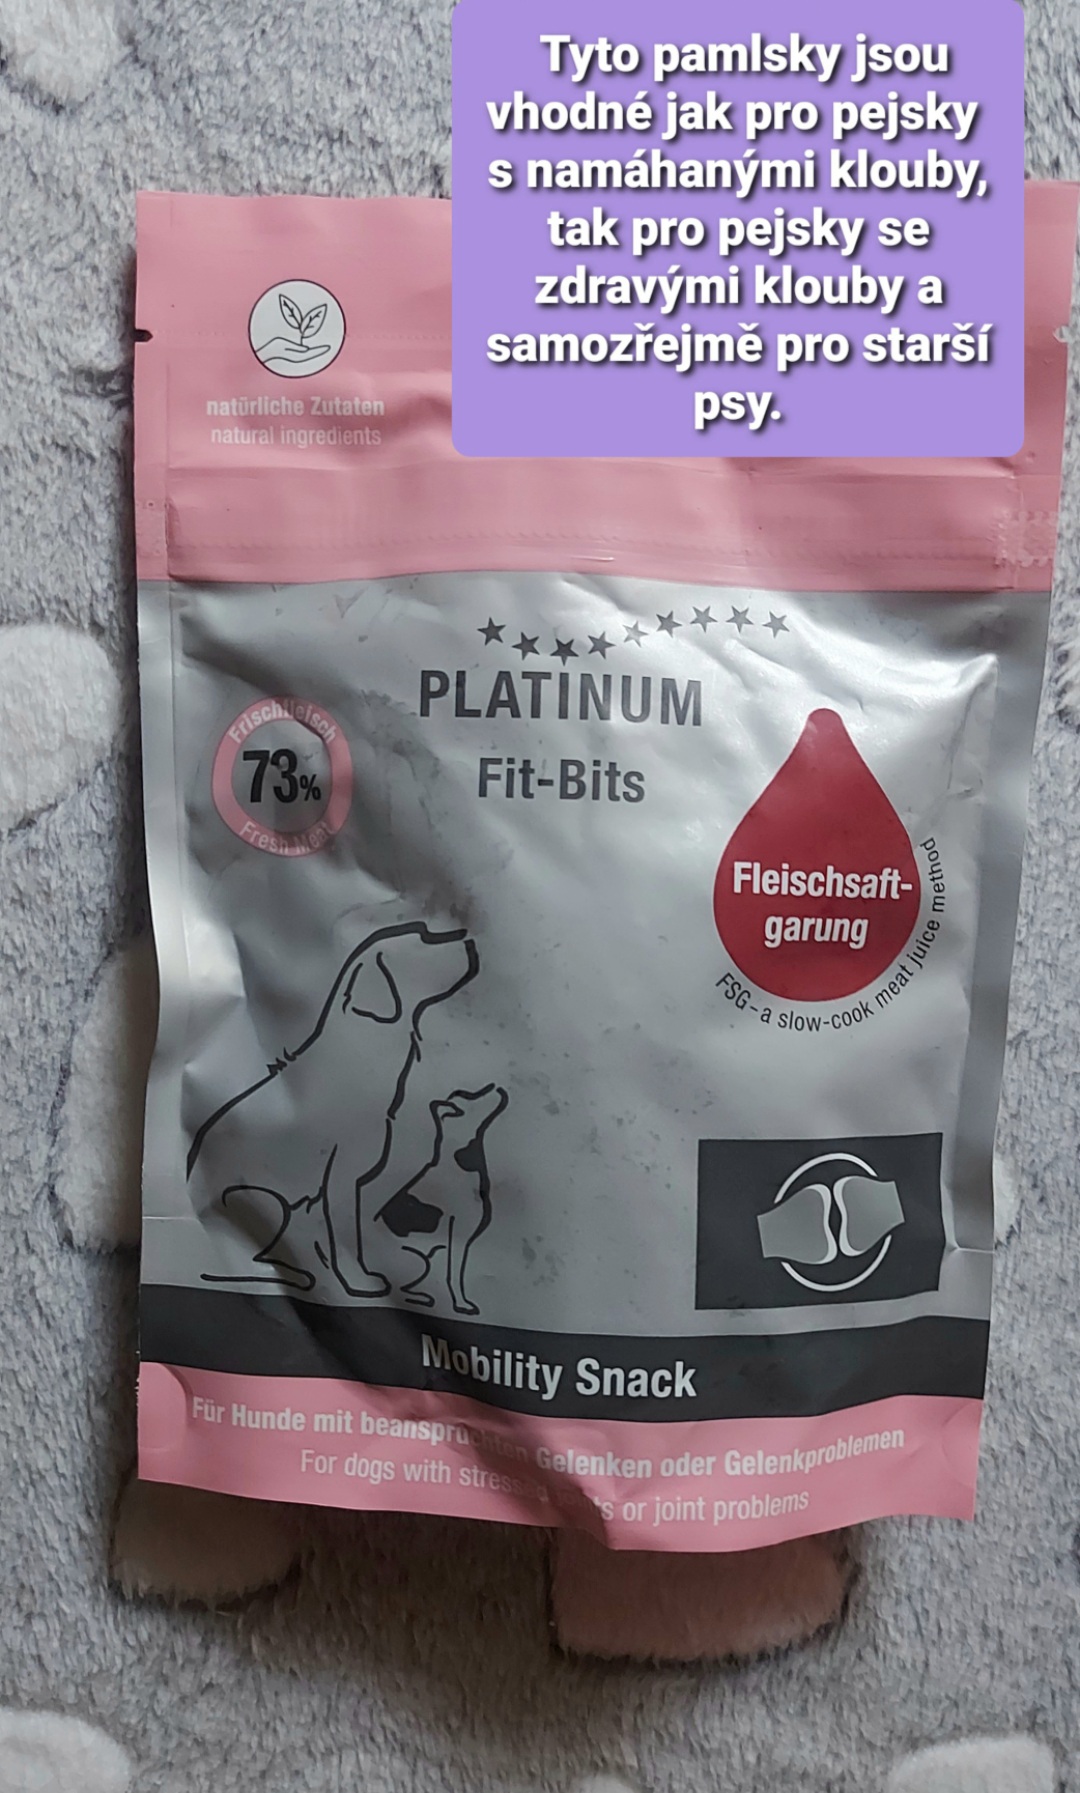 Tyto pamlsky jsou
vhodné jak pro pejsky
s namáhanými klouby,
tak pro pejsky se
zdravými klouby a
samozřejmě pro starší
psy.
natürliche Zutaten
natural ingredients
PLATINUM
Fit-Bits
Frischfleisch
73%
Fresh Meat
Fleischsaft-
garung
FSG - a slow-cook meat juice method
Mobility Snack
Für Hunde mit beanspruchten Gelenken oder Gelenkproblemen
For dogs with stressed joints or joint problems